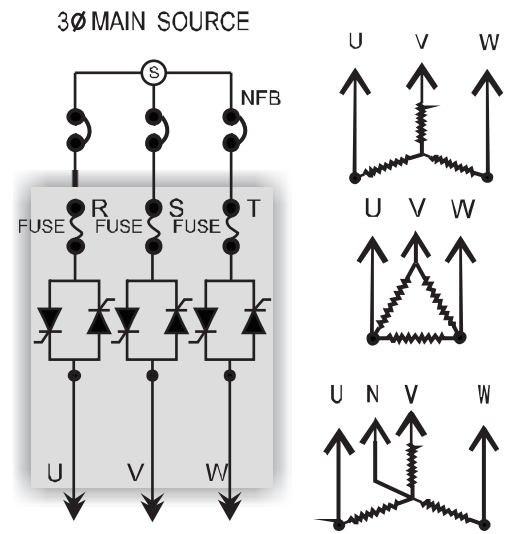 3Ø MAIN SOURCE
S
NFB
R S T
FUSE FUSE FUSE
U V W
U V W
U V W
U N V W